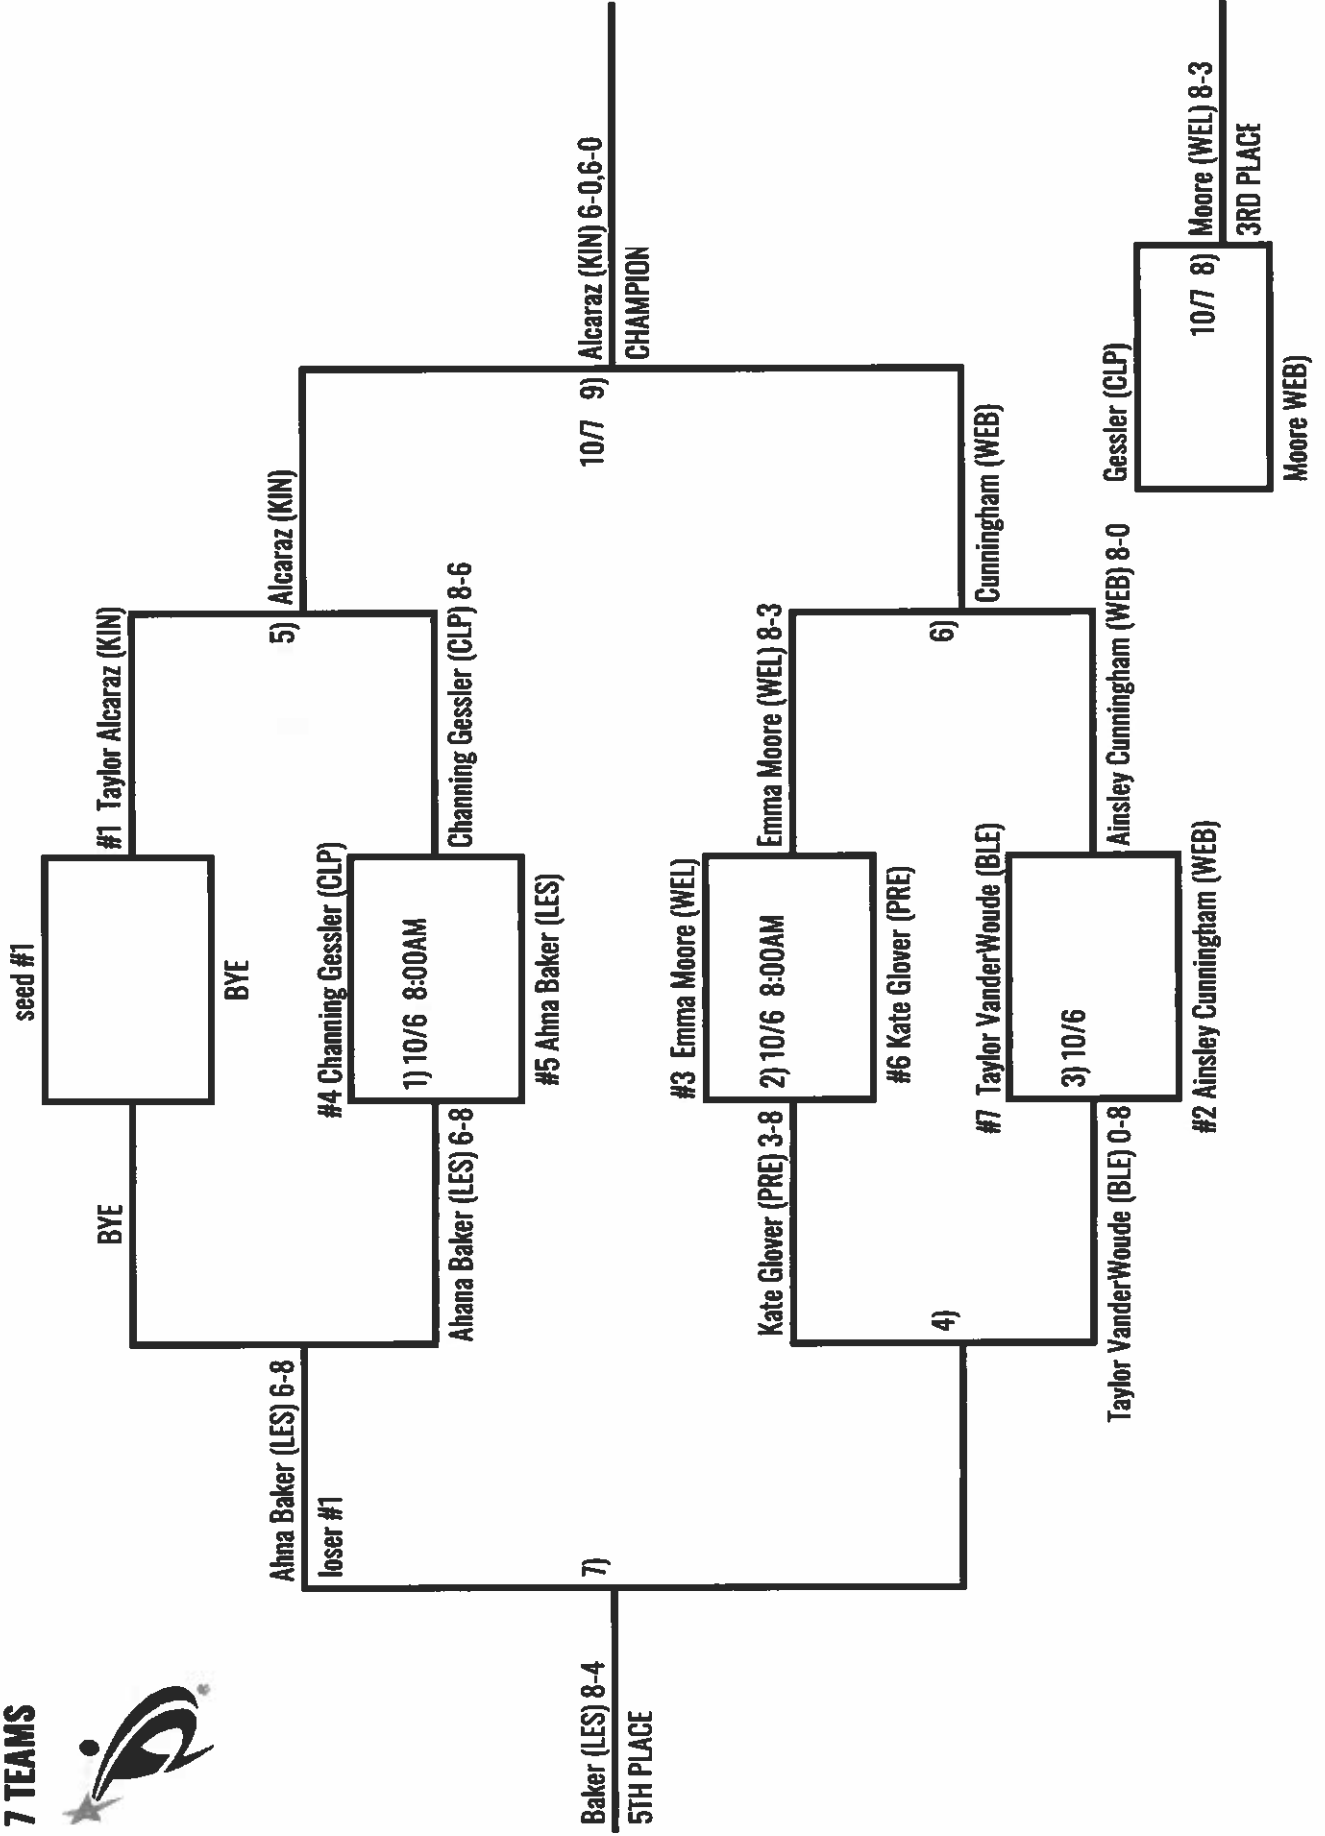 7 TEAMS
seed #1
BYE
BYE
#1 Taylor Alcaraz (KIN)
#4 Channing Gessler (CLP)
1) 10/6 8:00AM
#5 Ahna Baker (LES)
Ahna Baker (LES) 6-8
loser #1
Ahana Baker (LES) 6-8
Channing Gessler (CLP) 8-6
5)
Alcaraz (KIN)
Baker (LES) 8-4
5TH PLACE
7)
10/7 9)
Alcaraz (KIN) 6-0,6-0
CHAMPION
#3 Emma Moore (WEL)
2) 10/6 8:00AM
#6 Kate Glover (PRE)
Kate Glover (PRE) 3-8
Emma Moore (WEL) 8-3
4)
6)
Cunningham (WEB)
#7 Taylor VanderWoude (BLE)
3) 10/6
#2 Ainsley Cunningham (WEB)
Taylor VanderWoude (BLE) 0-8
Ainsley Cunningham (WEB) 8-0
Gessler (CLP)
10/7 8)
Moore WEB)
Moore (WEL) 8-3
3RD PLACE